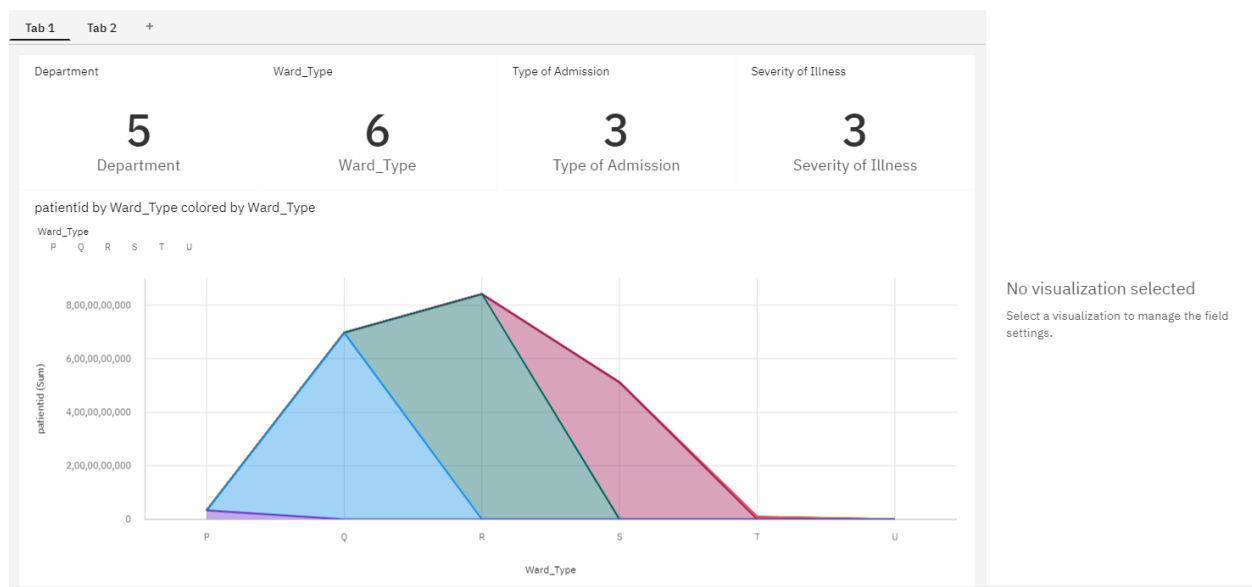 Tab 1 Tab 2 +
Department Ward_Type Type of Admission Severity of Illness
5 6 3 3
Department Ward_Type Type of Admission Severity of Illness
patientid by Ward_Type colored by Ward_Type
Ward_Type
P Q R S T U
8,00,00,00,000
6,00,00,00,000
4,00,00,00,000
2,00,00,00,000
0
patientid (Sum)
P Q R S T U
Ward_Type
No visualization selected
Select a visualization to manage the field
settings.